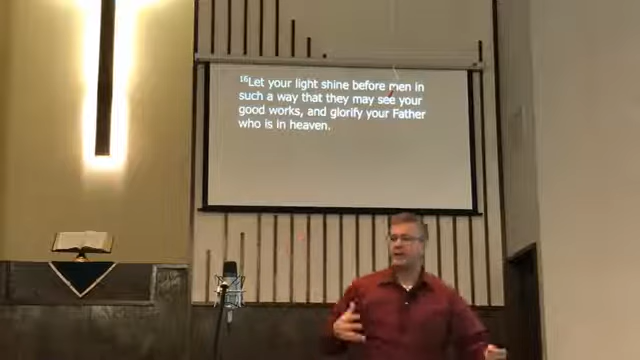 16Let your light shine before men in
such a way that they may see your
good works, and glorify your Father
who is in heaven.